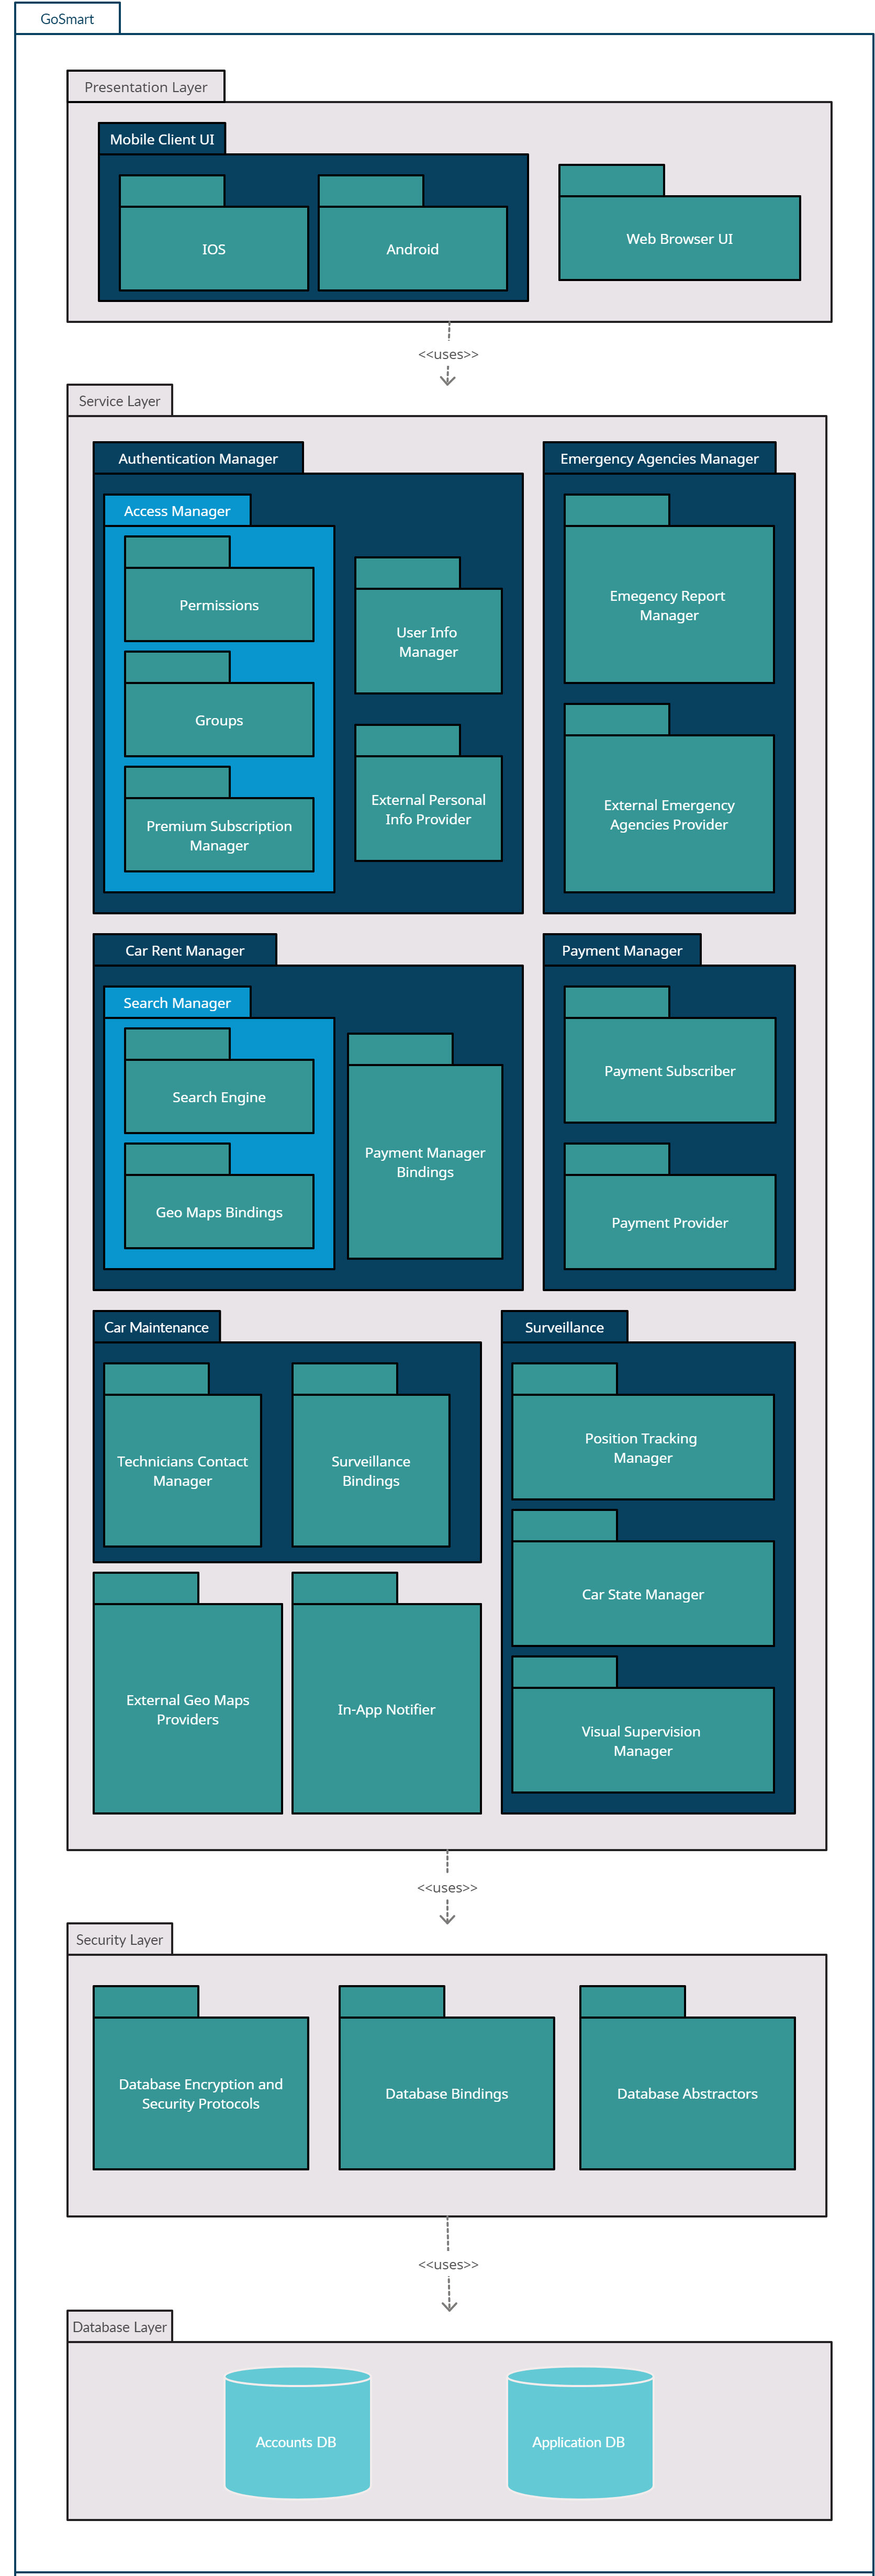 GoSmart
Presentation Layer
Mobile Client UI
IOS
Android
Web Browser UI
<<uses>>
Service Layer
Authentication Manager
Access Manager
Permissions
Groups
Premium Subscription
Manager
User Info
Manager
External Personal
Info Provider
Emergency Agencies Manager
Emegency Report
Manager
External Emergency
Agencies Provider
Car Rent Manager
Search Manager
Search Engine
Geo Maps Bindings
Payment Manager
Bindings
Payment Manager
Payment Subscriber
Payment Provider
Car Maintenance
Technicians Contact
Manager
Surveillance
Bindings
Surveillance
Position Tracking
Manager
Car State Manager
Visual Supervision
Manager
External Geo Maps
Providers
In-App Notifier
<<uses>>
Security Layer
Database Encryption and
Security Protocols
Database Bindings
Database Abstractors
<<uses>>
Database Layer
Accounts DB
Application DB